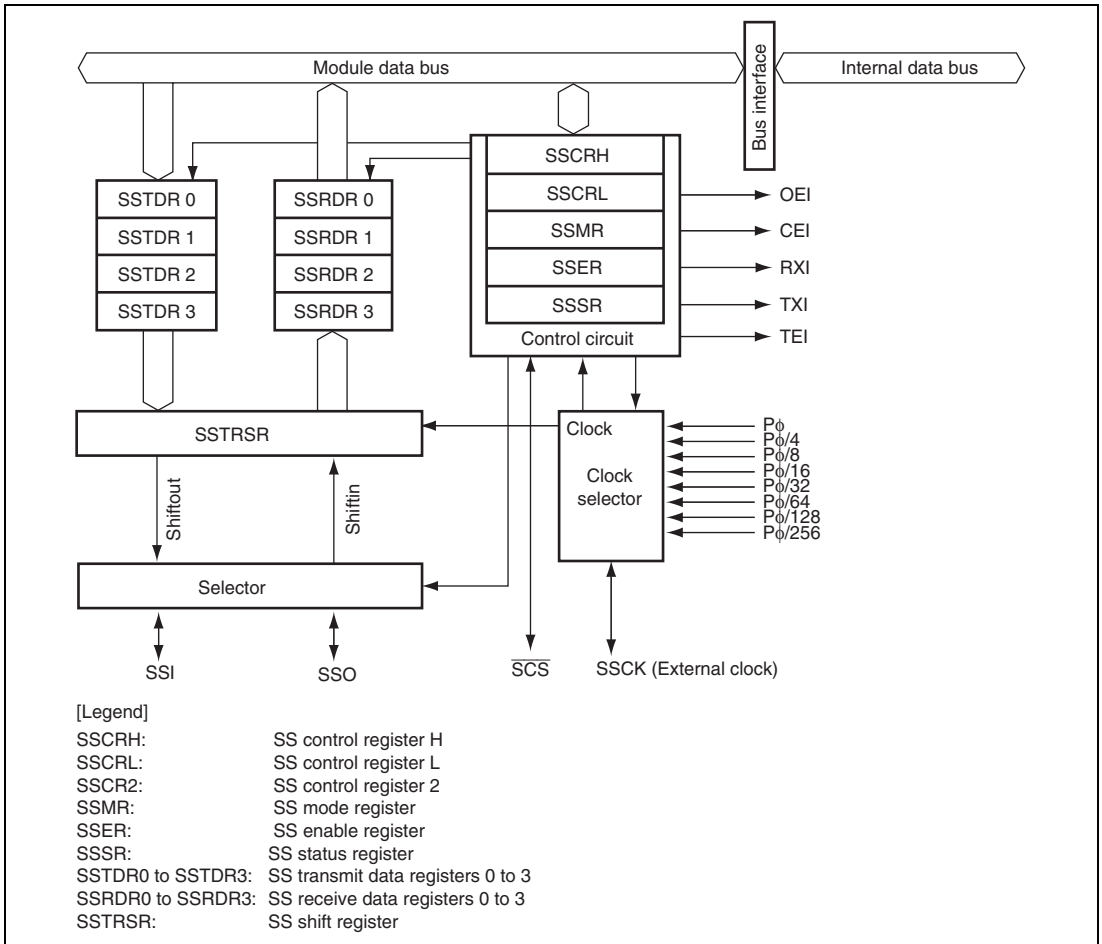 Module data bus
Bus interface
Internal data bus
SSTDR 0
SSTDR 1
SSTDR 2
SSTDR 3
SSRDR 0
SSRDR 1
SSRDR 2
SSRDR 3
SSCRH
SSCRL
SSMR
SSER
SSSR
Control circuit
OEI
CEI
RXI
TXI
TEI
SSTRSR
Clock
Clock
selector
Pϕ
Pϕ/4
Pϕ/8
Pϕ/16
Pϕ/32
Pϕ/64
Pϕ/128
Pϕ/256
Shiftout
Shiftin
Selector
SSI
SSO
S̅C̅S̅
SSCK (External clock)
[Legend]
SSCRH: SS control register H
SSCRL: SS control register L
SSCR2: SS control register 2
SSMR: SS mode register
SSER: SS enable register
SSSR: SS status register
SSTDR0 to SSTDR3: SS transmit data registers 0 to 3
SSRDR0 to SSRDR3: SS receive data registers 0 to 3
SSTRSR: SS shift register